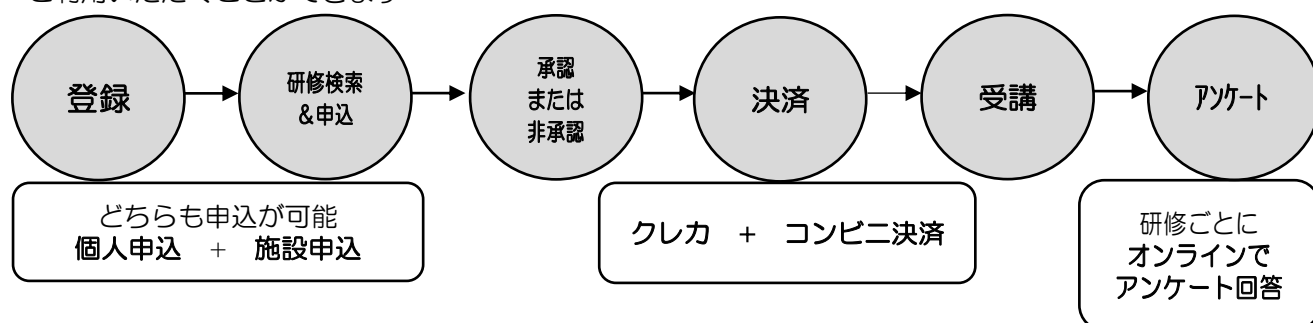 ご利用いただくことができます
登録
研修検索
＆申込
承認
または
非承認
決済
受講
アンケート
どちらも申込が可能
個人申込 + 施設申込
クレカ + コンビニ決済
研修ごとに
オンラインで
アンケート回答